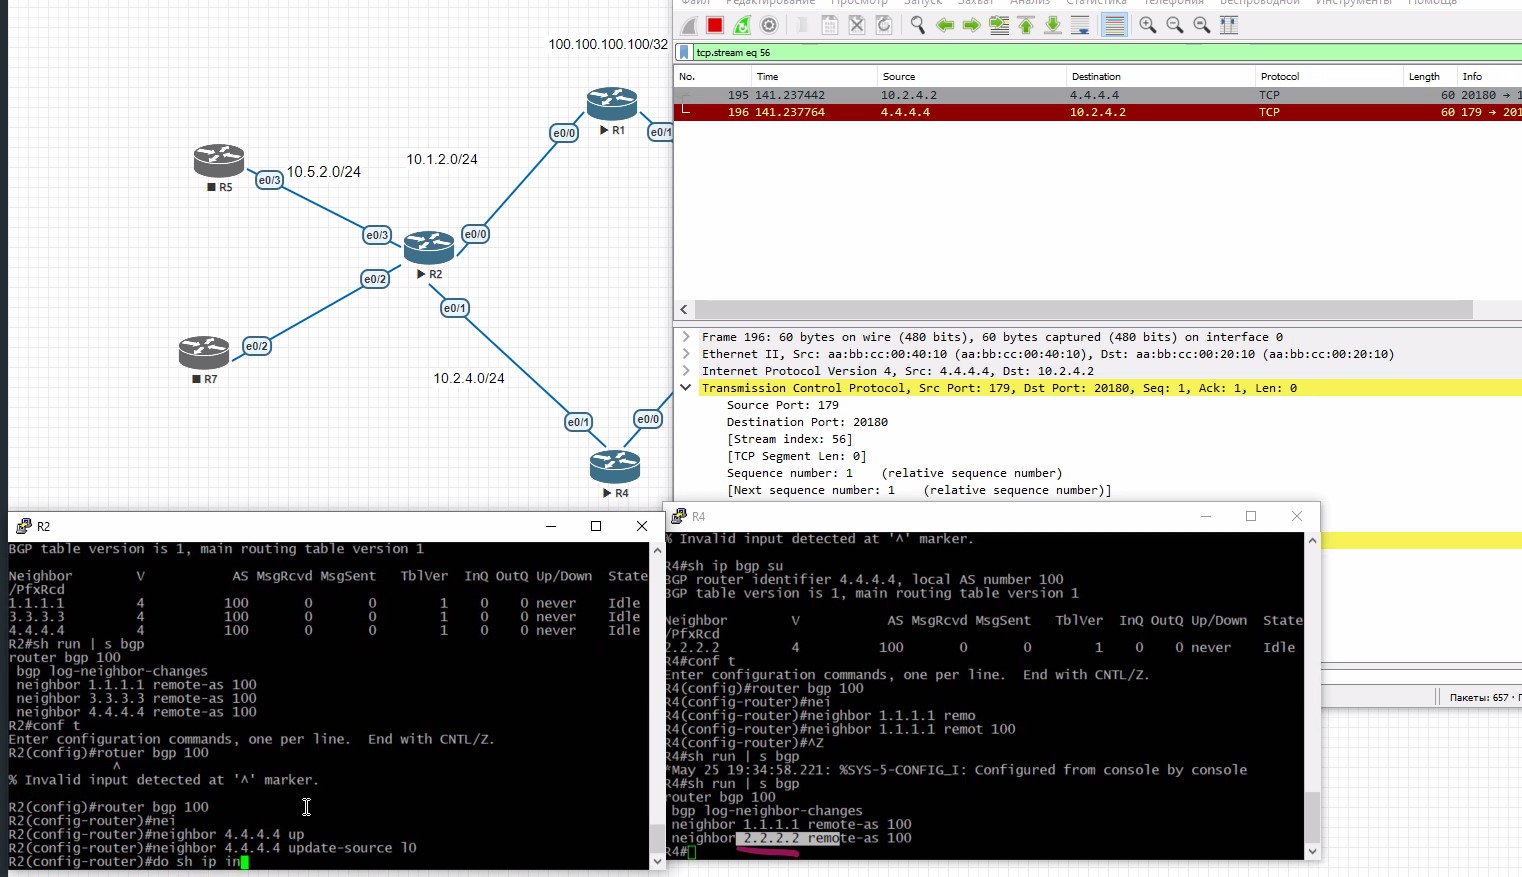 Файл Редактирование Просмотр Запуск Захват Анализ Статистика Телефония Беспроводной Инструменты Помощь
tcp.stream eq 56
No. Time Source Destination Protocol Length Info
195 141.237442 10.2.4.2 4.4.4.4 TCP 60 20180 → 1
196 141.237764 4.4.4.4 10.2.4.2 TCP 60 179 → 201
Frame 196: 60 bytes on wire (480 bits), 60 bytes captured (480 bits) on interface 0
Ethernet II, Src: aa:bb:cc:00:40:10 (aa:bb:cc:00:40:10), Dst: aa:bb:cc:00:20:10 (aa:bb:cc:00:20:10)
Internet Protocol Version 4, Src: 4.4.4.4, Dst: 10.2.4.2
Transmission Control Protocol, Src Port: 179, Dst Port: 20180, Seq: 1, Ack: 1, Len: 0
Source Port: 179
Destination Port: 20180
[Stream index: 56]
[TCP Segment Len: 0]
Sequence number: 1 (relative sequence number)
[Next sequence number: 1 (relative sequence number)]
Пакеты: 657 ·
100.100.100.100/32
R1
e0/0
e0/1
10.1.2.0/24
R5
e0/3
10.5.2.0/24
e0/3
e0/0
R2
e0/2
e0/1
e0/2
R7
10.2.4.0/24
e0/1
e0/0
R4
R2
BGP table version is 1, main routing table version 1
Neighbor V AS MsgRcvd MsgSent TblVer InQ OutQ Up/Down State
/PfxRcd
1.1.1.1 4 100 0 0 1 0 0 never Idle
3.3.3.3 4 100 0 0 1 0 0 never Idle
4.4.4.4 4 100 0 0 1 0 0 never Idle
R2#sh run | s bgp
router bgp 100
bgp log-neighbor-changes
neighbor 1.1.1.1 remote-as 100
neighbor 3.3.3.3 remote-as 100
neighbor 4.4.4.4 remote-as 100
R2#conf t
Enter configuration commands, one per line. End with CNTL/Z.
R2(config)#rotuer bgp 100
^
% Invalid input detected at '^' marker.
R2(config)#router bgp 100
R2(config-router)#nei
R2(config-router)#neighbor 4.4.4.4 up
R2(config-router)#neighbor 4.4.4.4 update-source l0
R2(config-router)#do sh ip in
R4
% Invalid input detected at '^' marker.
R4#sh ip bgp su
BGP router identifier 4.4.4.4, local AS number 100
BGP table version is 1, main routing table version 1
Neighbor V AS MsgRcvd MsgSent TblVer InQ OutQ Up/Down State
/PfxRcd
2.2.2.2 4 100 0 0 1 0 0 never Idle
R4#conf t
Enter configuration commands, one per line. End with CNTL/Z.
R4(config)#router bgp 100
R4(config-router)#nei
R4(config-router)#neighbor 1.1.1.1 remo
R4(config-router)#neighbor 1.1.1.1 remot 100
R4(config-router)#^Z
R4#sh run | s bgp
*May 25 19:34:58.221: %SYS-5-CONFIG_I: Configured from console by console
R4#sh run | s bgp
router bgp 100
bgp log-neighbor-changes
neighbor 1.1.1.1 remote-as 100
neighbor 2.2.2.2 remote-as 100
R4#